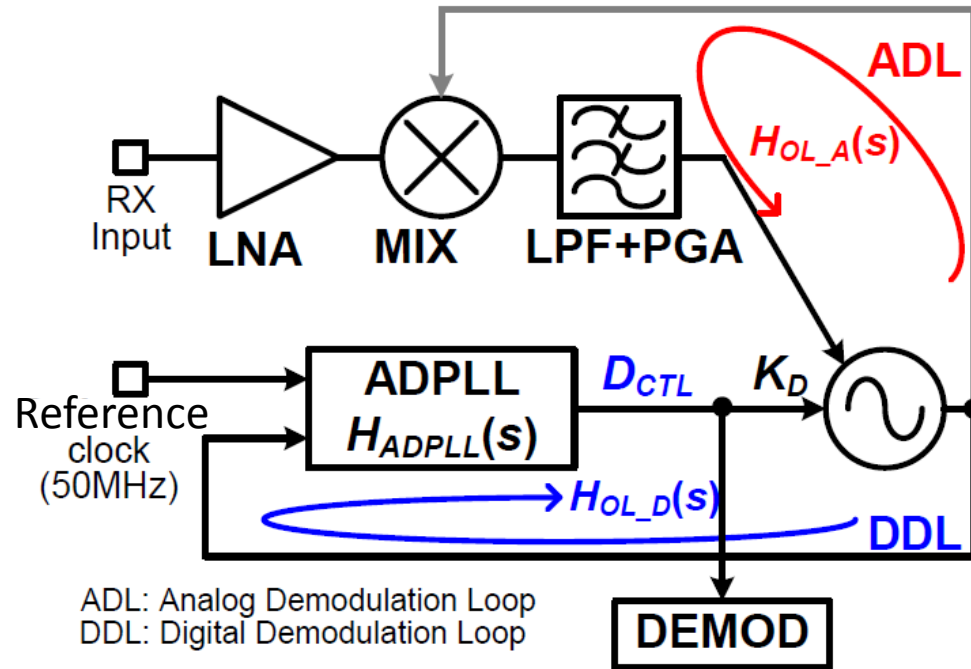 ADL
H_OL_A(s)
RX
Input
LNA
MIX
LPF+PGA
ADPLL
H_ADPLL(s)
D_CTL
K_D
Reference
clock
(50MHz)
H_OL_D(s)
DDL
ADL: Analog Demodulation Loop
DDL: Digital Demodulation Loop
DEMOD